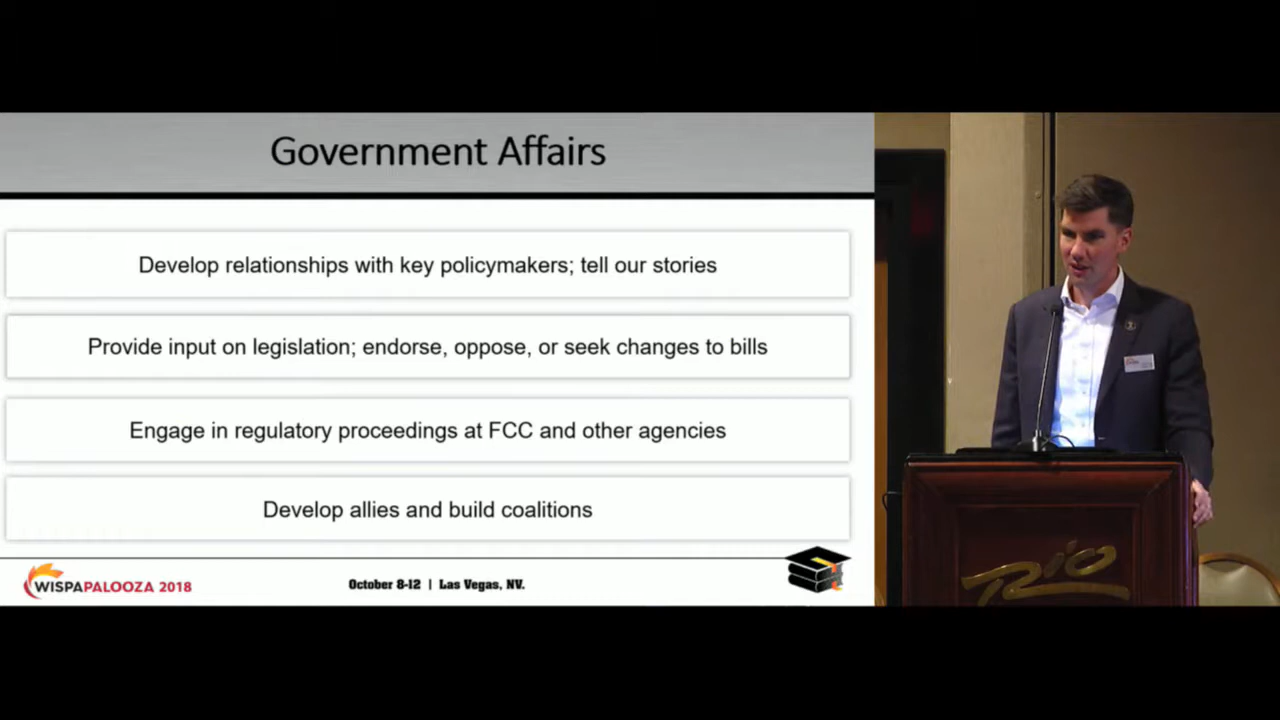 Government Affairs
Develop relationships with key policymakers; tell our stories
Provide input on legislation; endorse, oppose, or seek changes to bills
Engage in regulatory proceedings at FCC and other agencies
Develop allies and build coalitions
WISPAPALOOZA 2018
October 8-12 | Las Vegas, NV.
Rio